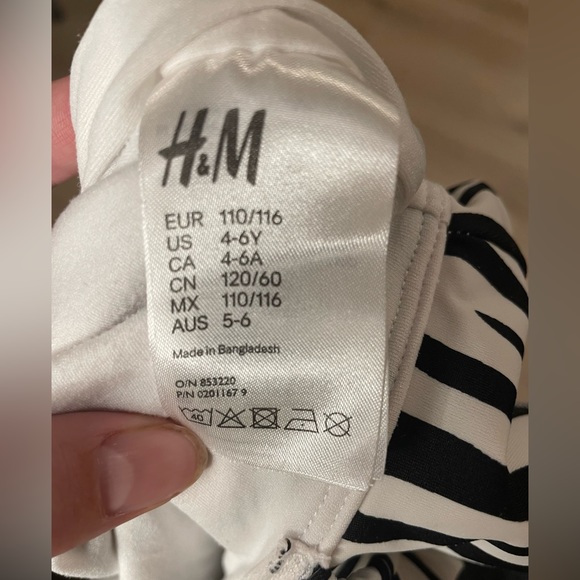 H&M
EUR 110/116
US 4-6Y
CA 4-6A
CN 120/60
MX 110/116
AUS 5-6
Made in Bangladesh
O/N 853220
P/N 0201167 9
40